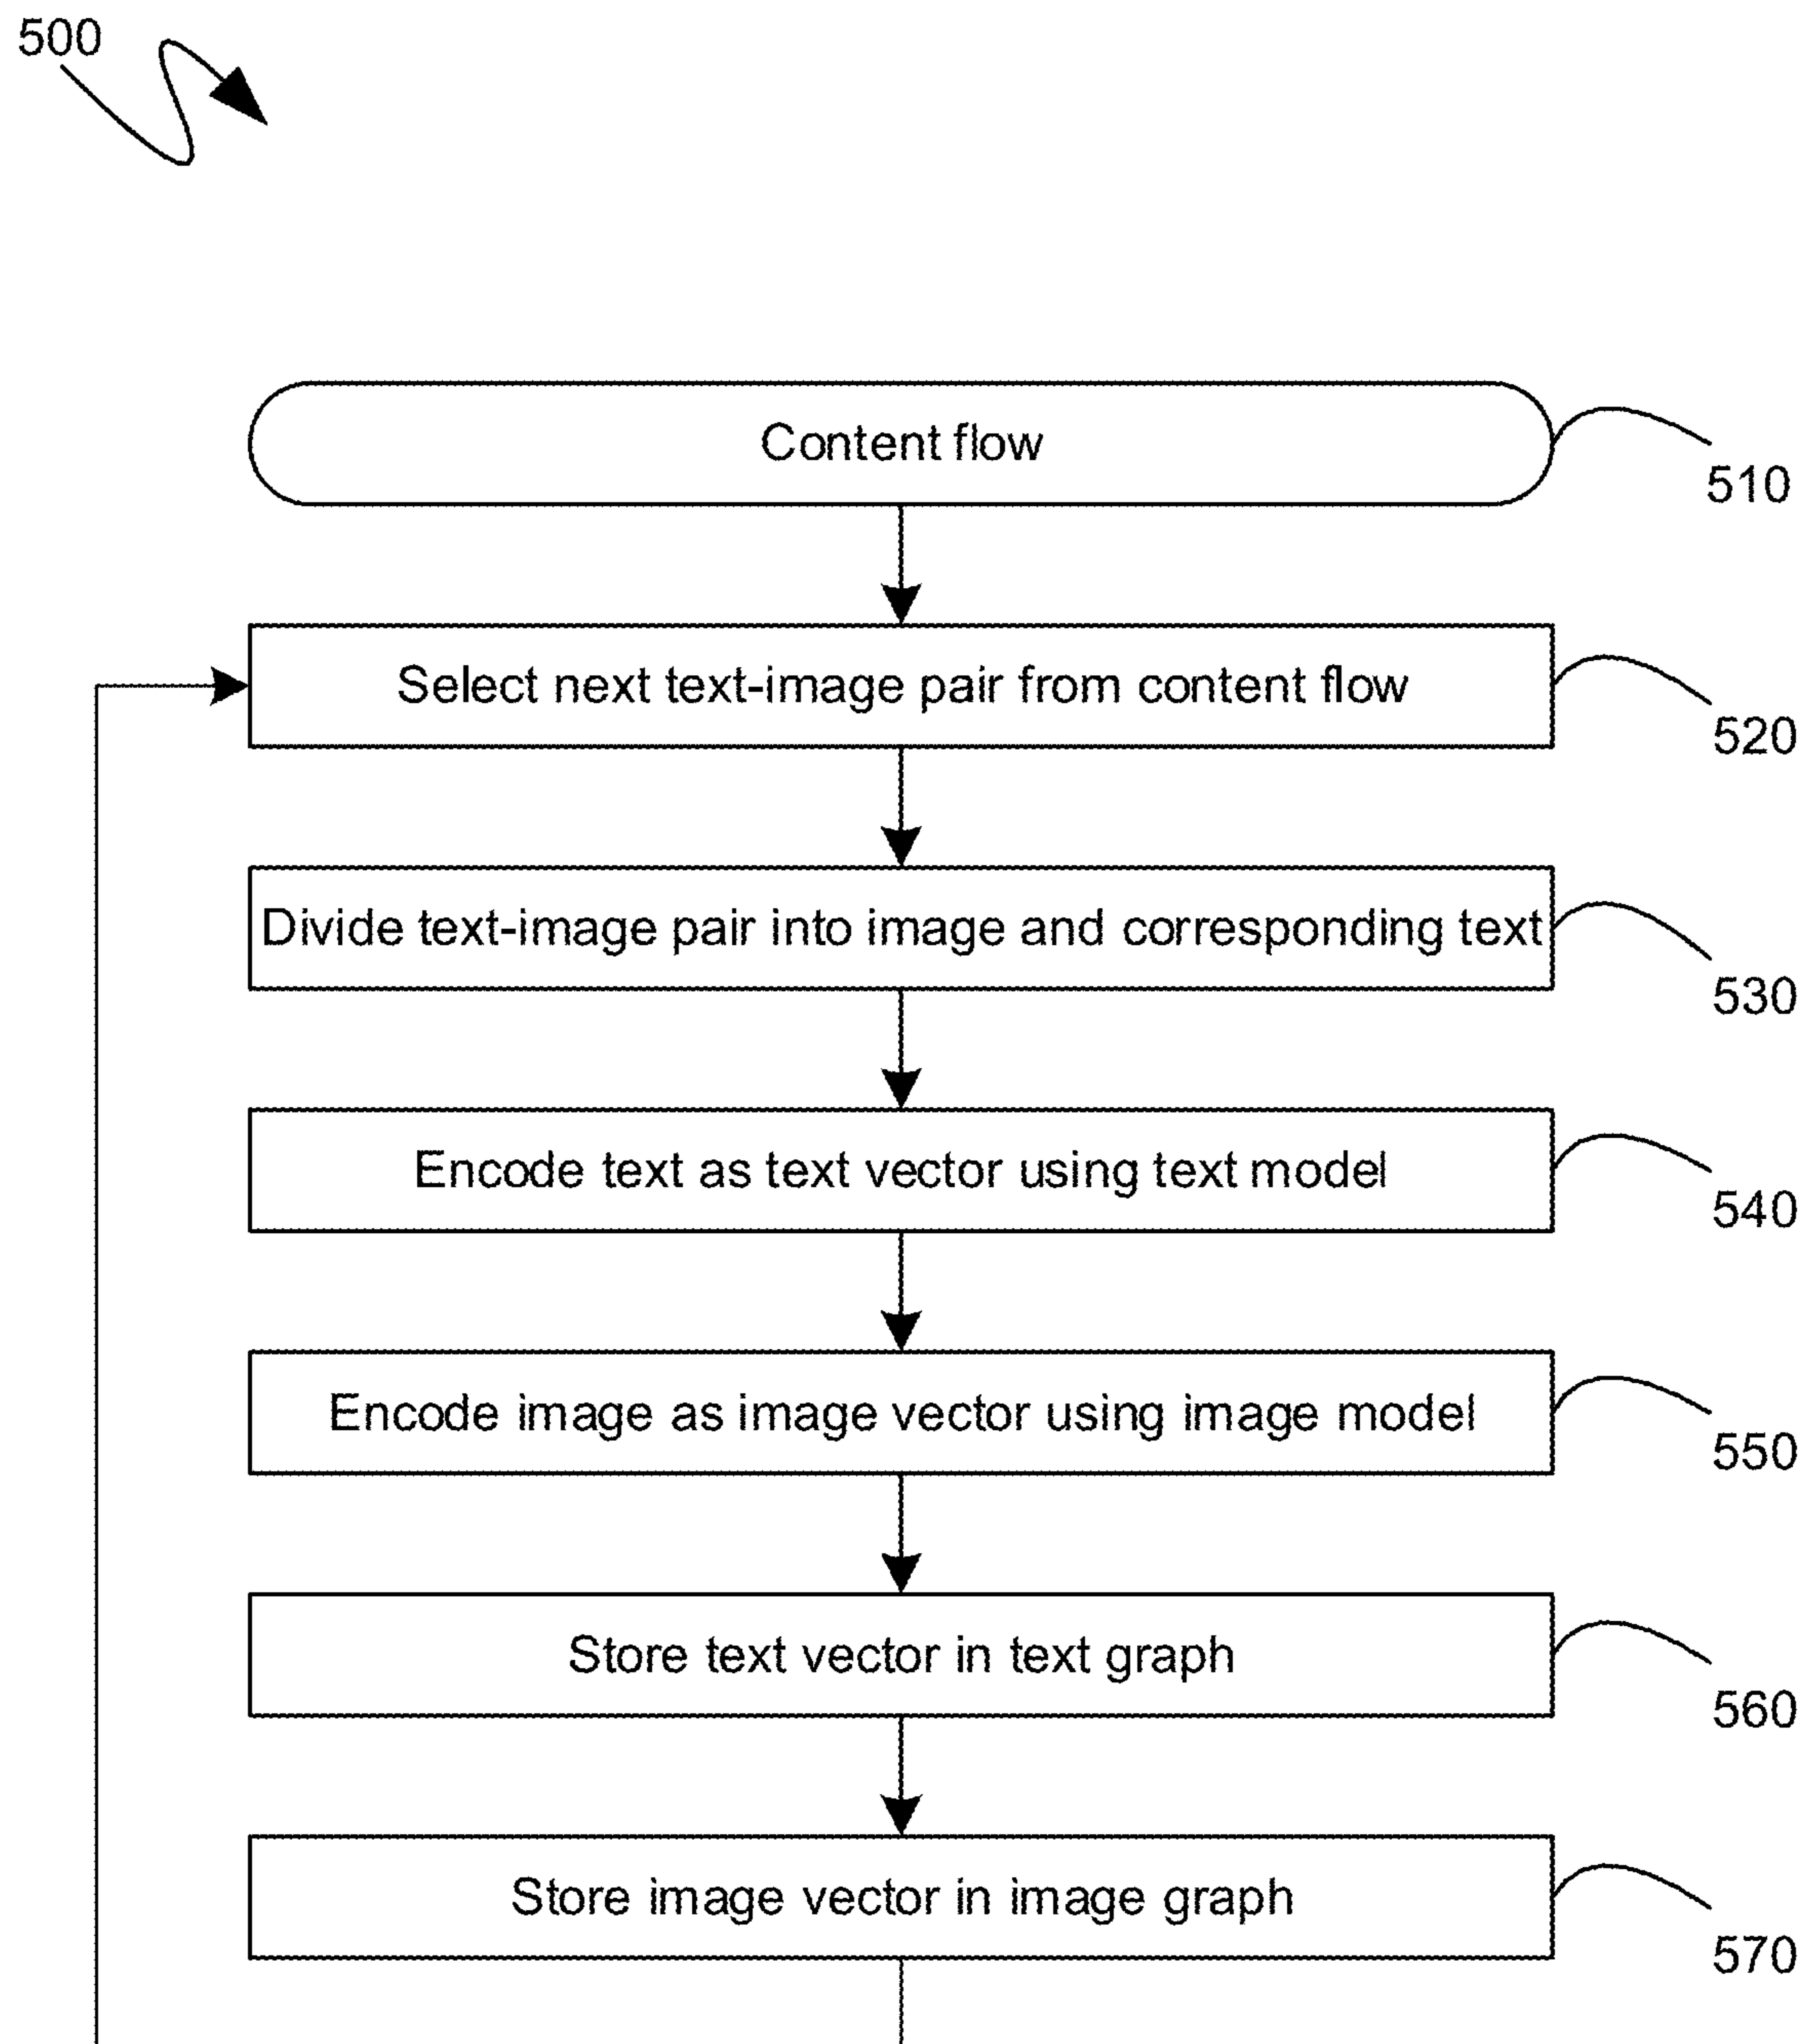 500
Content flow
510
Select next text-image pair from content flow
520
Divide text-image pair into image and corresponding text
530
Encode text as text vector using text model
540
Encode image as image vector using image model
550
Store text vector in text graph
560
Store image vector in image graph
570